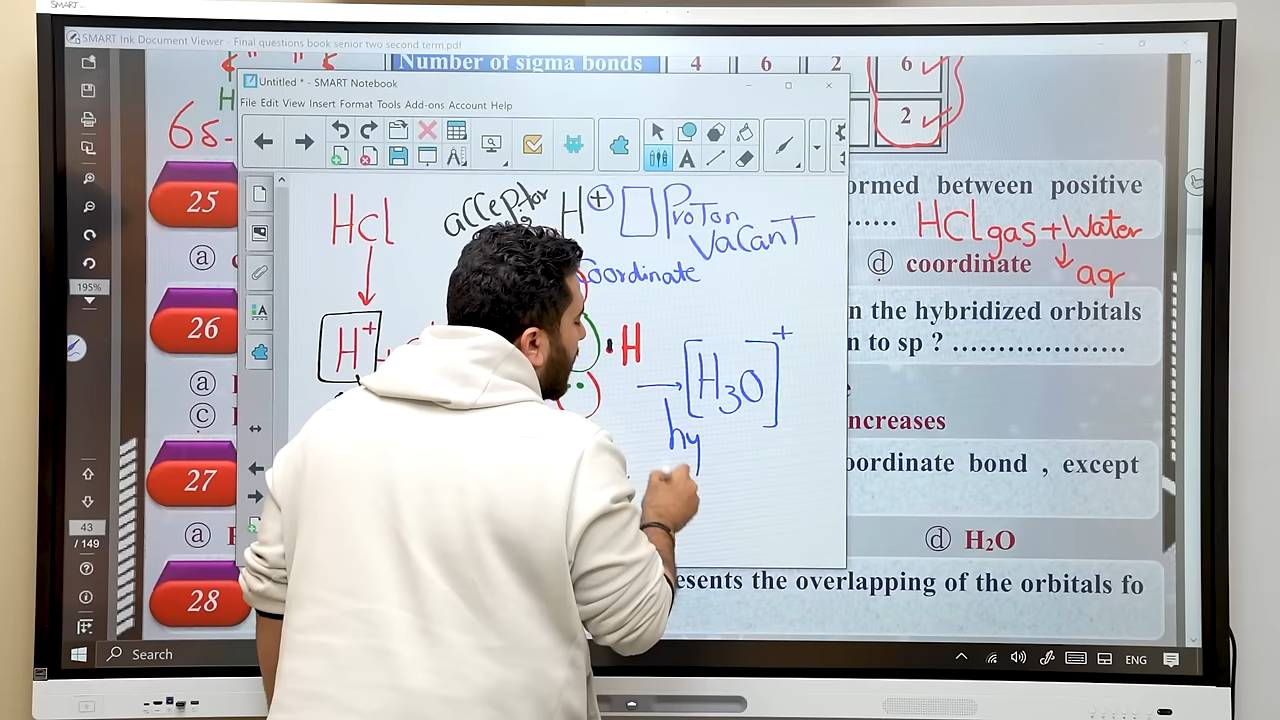 SMART
SMART Ink Document Viewer - Final questions book senior two second term.pdf
Number of sigma bonds 4 6 2 6
2
Untitled * - SMART Notebook
File Edit View Insert Format Tools Add-ons Account Help
H
6δ-
195%
43
/ 149
HCl
acceptor
H+ Proton
Vacant
Coordinate
H+ +
H
[H3O]+
hy
25
ormed between positive
...... HCl gas + Water
aq
ⓐ
ⓓ coordinate
26
n the hybridized orbitals
n to sp ? ...................
ⓐ
ⓒ
ncreases
27
oordinate bond , except
ⓐ
ⓓ H2O
28
esents the overlapping of the orbitals fo
Search
ENG